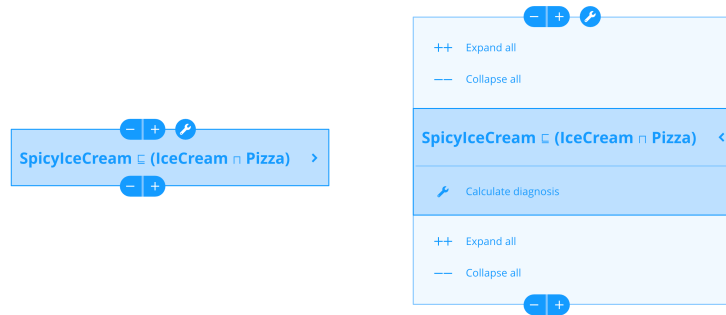 SpicyIceCream ⊑ (IceCream ⊓ Pizza)
++ Expand all
−− Collapse all
SpicyIceCream ⊑ (IceCream ⊓ Pizza)
Calculate diagnosis
++ Expand all
−− Collapse all